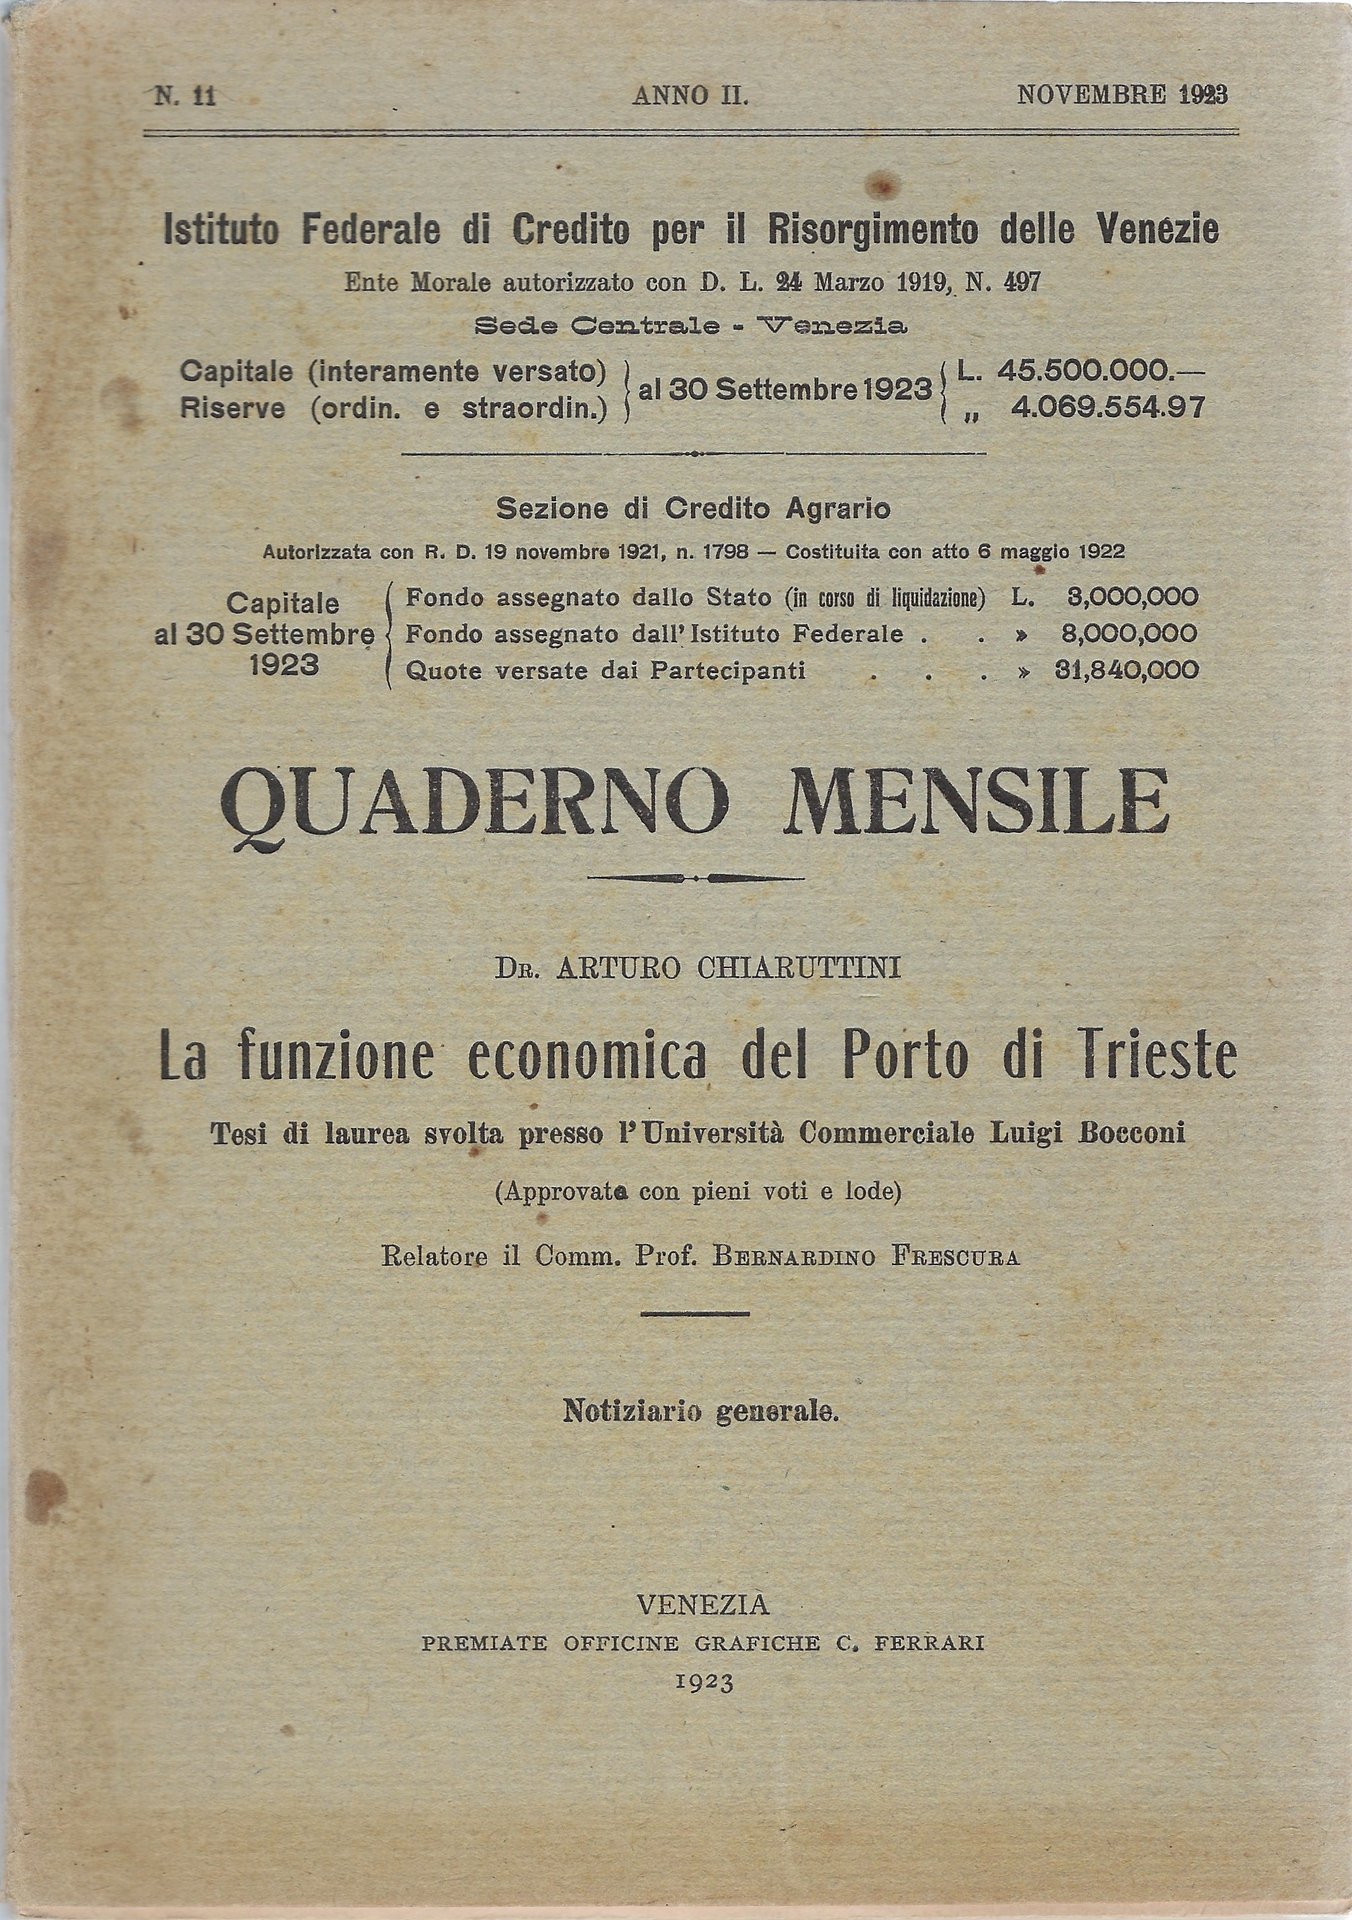 N. 11 ANNO II. NOVEMBRE 1923
Istituto Federale di Credito per il Risorgimento delle Venezie
Ente Morale autorizzato con D. L. 24 Marzo 1919, N. 497
Sede Centrale - Venezia
Capitale (interamente versato) } al 30 Settembre 1923 { L. 45.500.000.—
Riserve (ordin. e straordin.) „ 4.069.554.97
Sezione di Credito Agrario
Autorizzata con R. D. 19 novembre 1921, n. 1798 — Costituita con atto 6 maggio 1922
Capitale al 30 Settembre 1923 { Fondo assegnato dallo Stato (in corso di liquidazione) L. 3,000,000
Fondo assegnato dall' Istituto Federale . . » 8,000,000
Quote versate dai Partecipanti . . . » 31,840,000
QUADERNO MENSILE
DR. ARTURO CHIARUTTINI
La funzione economica del Porto di Trieste
Tesi di laurea svolta presso l'Università Commerciale Luigi Bocconi
(Approvata con pieni voti e lode)
Relatore il Comm. Prof. BERNARDINO FRESCURA
Notiziario generale.
VENEZIA
PREMIATE OFFICINE GRAFICHE C. FERRARI
1923